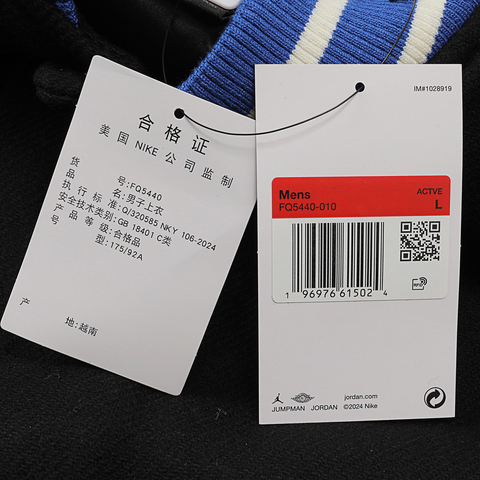 合格证
美国 NIKE 公司监制
货号:FQ5440
品名:男子上衣
执行标准:Q/320585 NKY 106-2024
安全技术类别:GB 18401 C类
产品等级:合格品
号型:175/92A
产地:越南
IM#1028919
Mens ACTVE
FQ5440-010 L
1 96976 61502 4
RFID
JUMPMAN JORDAN
jordan.com
©2024 Nike